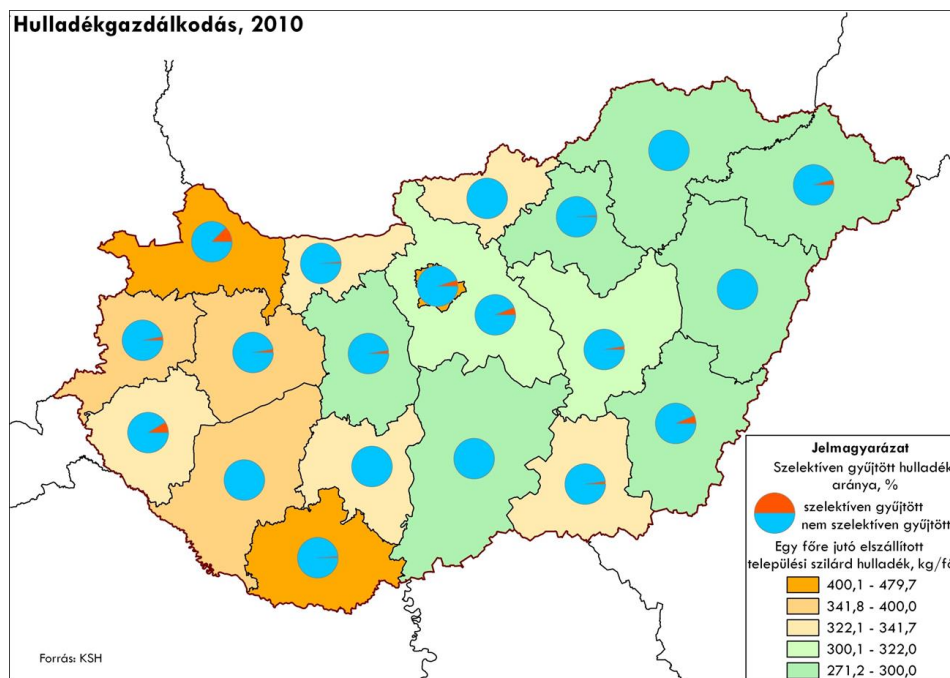 Hulladékgazdálkodás, 2010
Jelmagyarázat
Szelektíven gyűjtött hulladék
aránya, %
szelektíven gyűjtött
nem szelektíven gyűjtött
Egy főre jutó elszállított
települési szilárd hulladék, kg/fő
400,1 - 479,7
341,8 - 400,0
322,1 - 341,7
300,1 - 322,0
271,2 - 300,0
Forrás: KSH